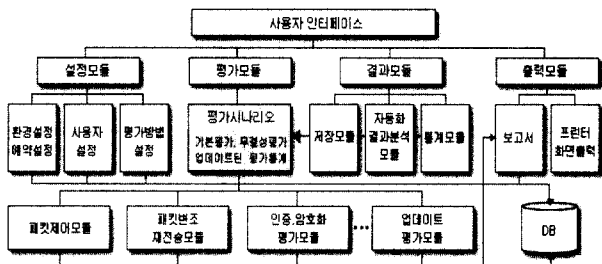 사용자 인터페이스
설정모듈
평가모듈
결과모듈
출력모듈
환경설정
예약설정
사용자
설정
평가방법
설정
평가시나리오
기본평가, 무결성평가
업데이트된 평가통계
저장모듈
자동화
결과분석
모듈
통계모듈
보고서
프린터
화면출력
패킷제어모듈
패킷변조
재전송모듈
인증,암호화
평가모듈
업데이트
평가모듈
DB